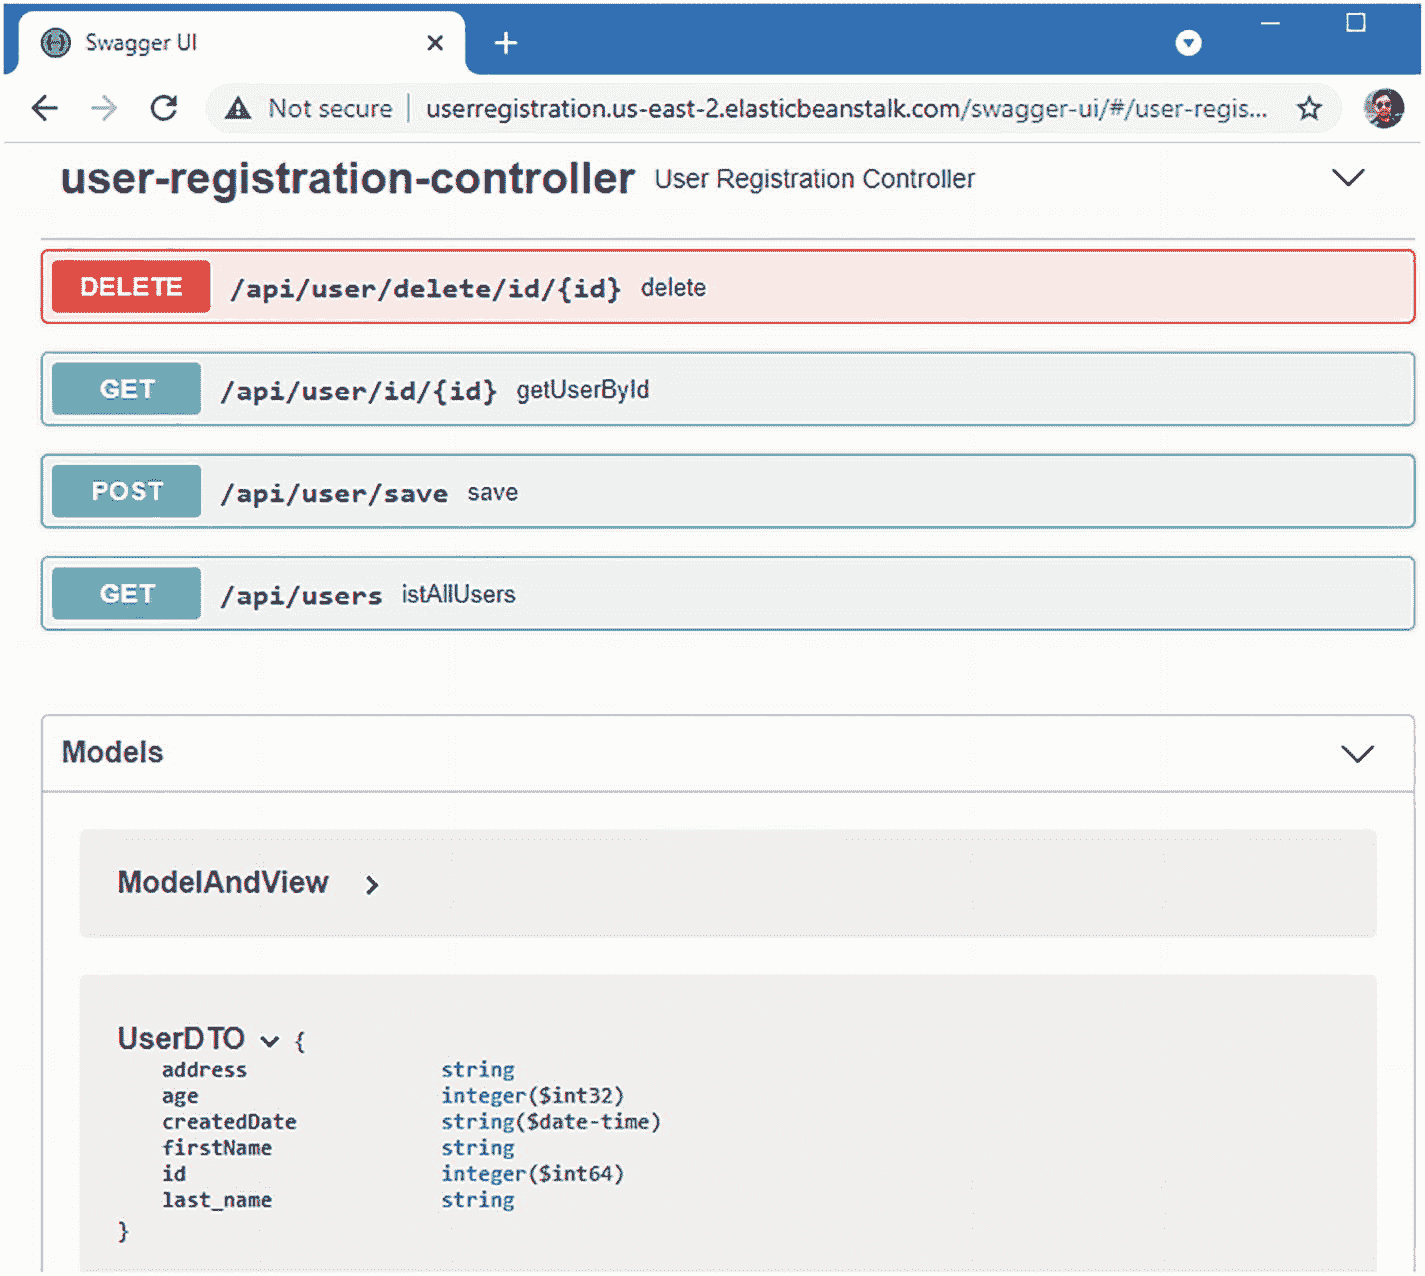 Swagger UI
Not secure userregistration.us-east-2.elasticbeanstalk.com/swagger-ui/#/user-regis...
user-registration-controller User Registration Controller
DELETE /api/user/delete/id/{id} delete
GET /api/user/id/{id} getUserById
POST /api/user/save save
GET /api/users istAllUsers
Models
ModelAndView
UserDTO {
address string
age integer($int32)
createdDate string($date-time)
firstName string
id integer($int64)
last_name string
}